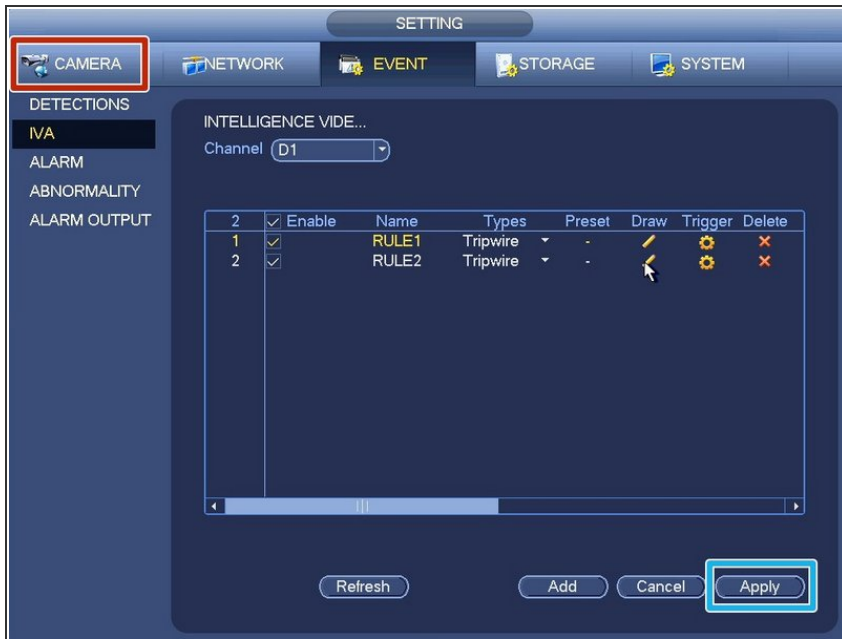 SETTING
CAMERA NETWORK EVENT STORAGE SYSTEM
DETECTIONS
IVA
ALARM
ABNORMALITY
ALARM OUTPUT
INTELLIGENCE VIDE...
Channel D1
2 Enable Name Types Preset Draw Trigger Delete
1 RULE1 Tripwire -
2 RULE2 Tripwire -
Refresh Add Cancel Apply